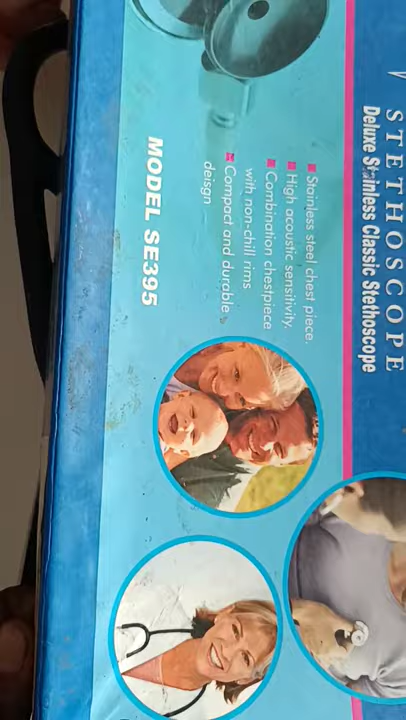 STETHOSCOPE
Deluxe Stainless Classic Stethoscope
Stainless steel chest piece.
High acoustic sensitivity.
Combination chestpiece
with non-chill rims
Compact and durable
deisgn
MODEL SE395